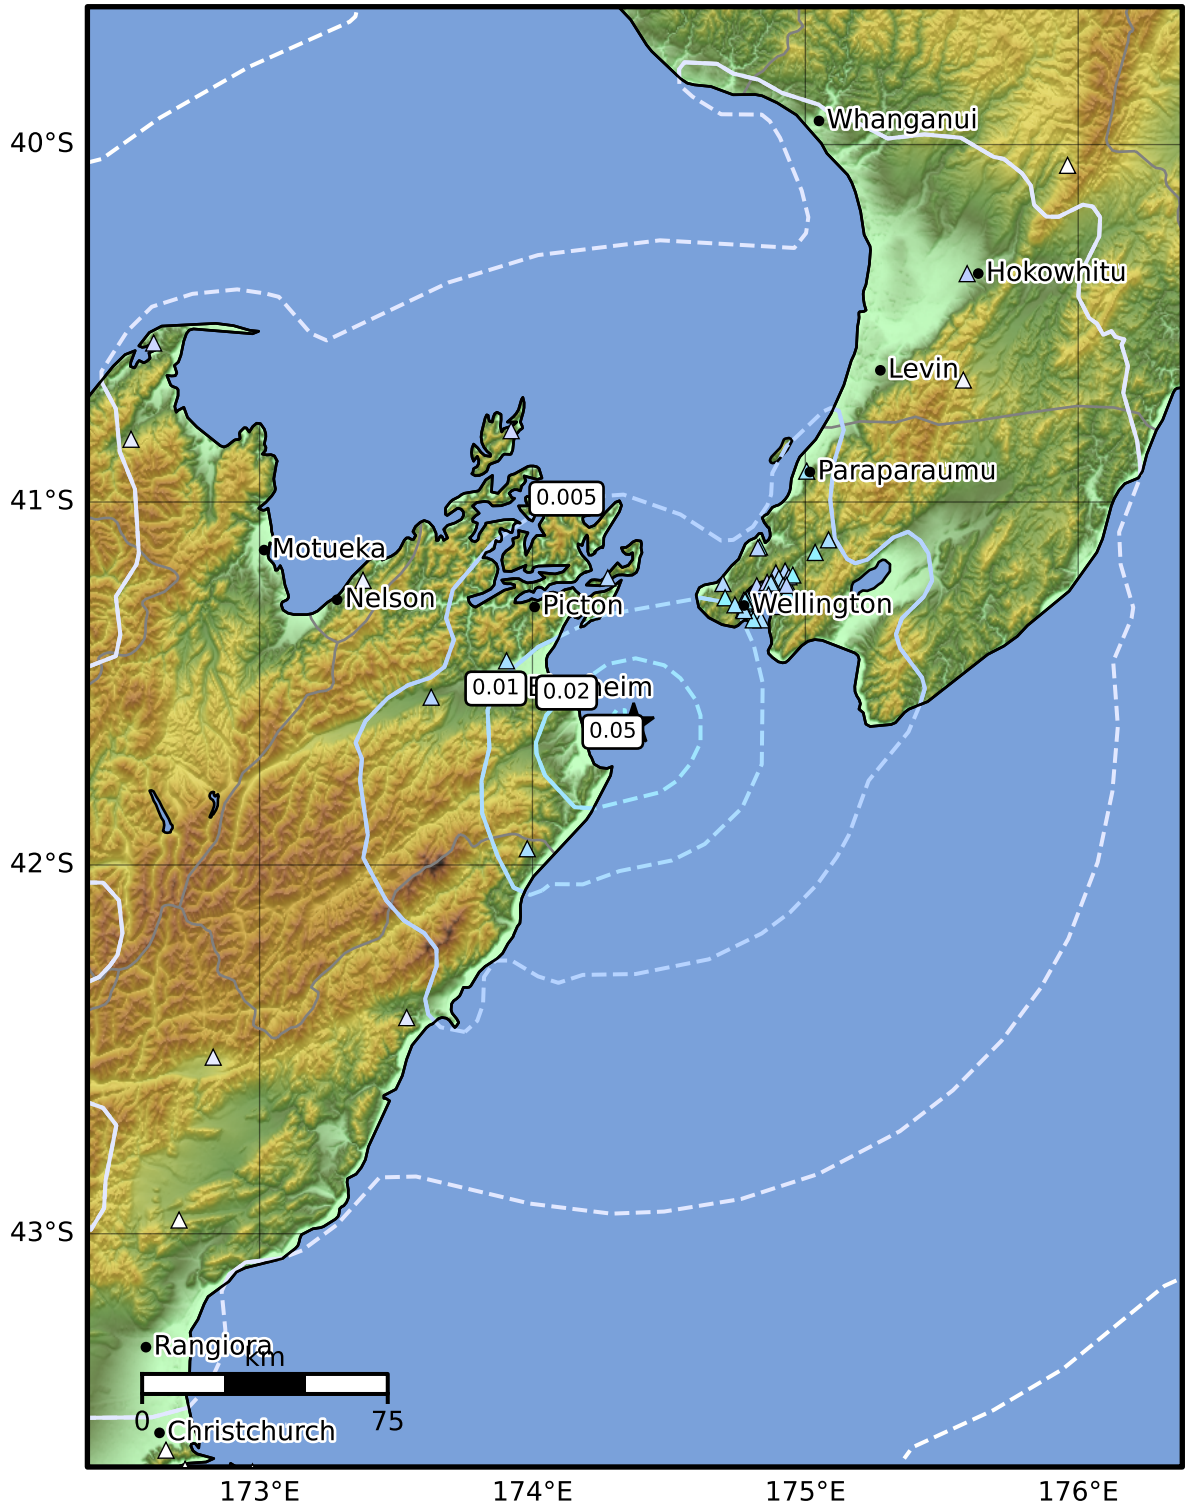 40°S
41°S
42°S
43°S
Whanganui
Hokowhitu
Levin
Paraparaumu
0.005
Motueka
Nelson
Picton
Wellington
0.01
0.02
0.05
Rangiora
km
0
75
Christchurch
173°E
174°E
175°E
176°E